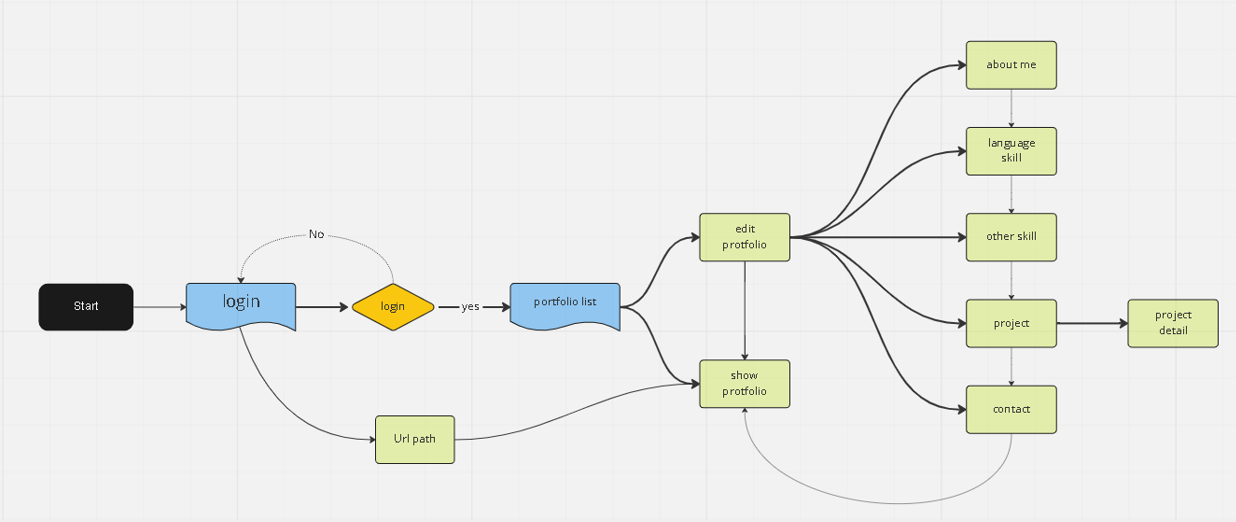 about me
language
skill
No
edit
protfolio
other skill
Start
login
login
yes
portfolio list
project
project
detail
show
protfolio
contact
Url path